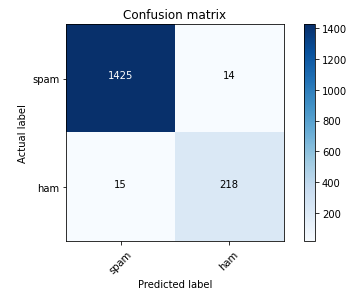 Confusion matrix
1400
1200
1000
800
600
400
200
Actual label
spam
1425
14
ham
15
218
spam
ham
Predicted label